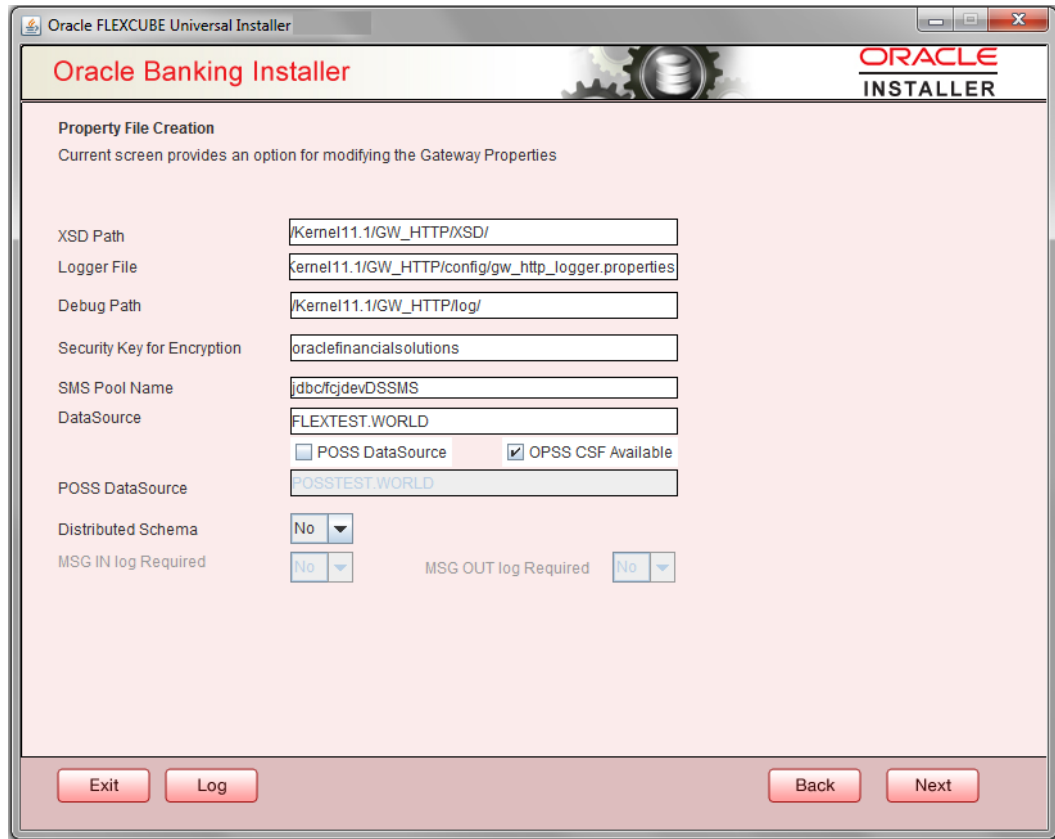 Oracle FLEXCUBE Universal Installer
Oracle Banking Installer
ORACLE
INSTALLER
Property File Creation
Current screen provides an option for modifying the Gateway Properties
XSD Path /Kernel11.1/GW_HTTP/XSD/
Logger File Kernel11.1/GW_HTTP/config/gw_http_logger.properties
Debug Path /Kernel11.1/GW_HTTP/log/
Security Key for Encryption oraclefinancialsolutions
SMS Pool Name jdbc/fcjdevDSSMS
DataSource FLEXTEST.WORLD
POSS DataSource OPSS CSF Available
POSS DataSource POSSTEST.WORLD
Distributed Schema No
MSG IN log Required No MSG OUT log Required No
Exit Log Back Next